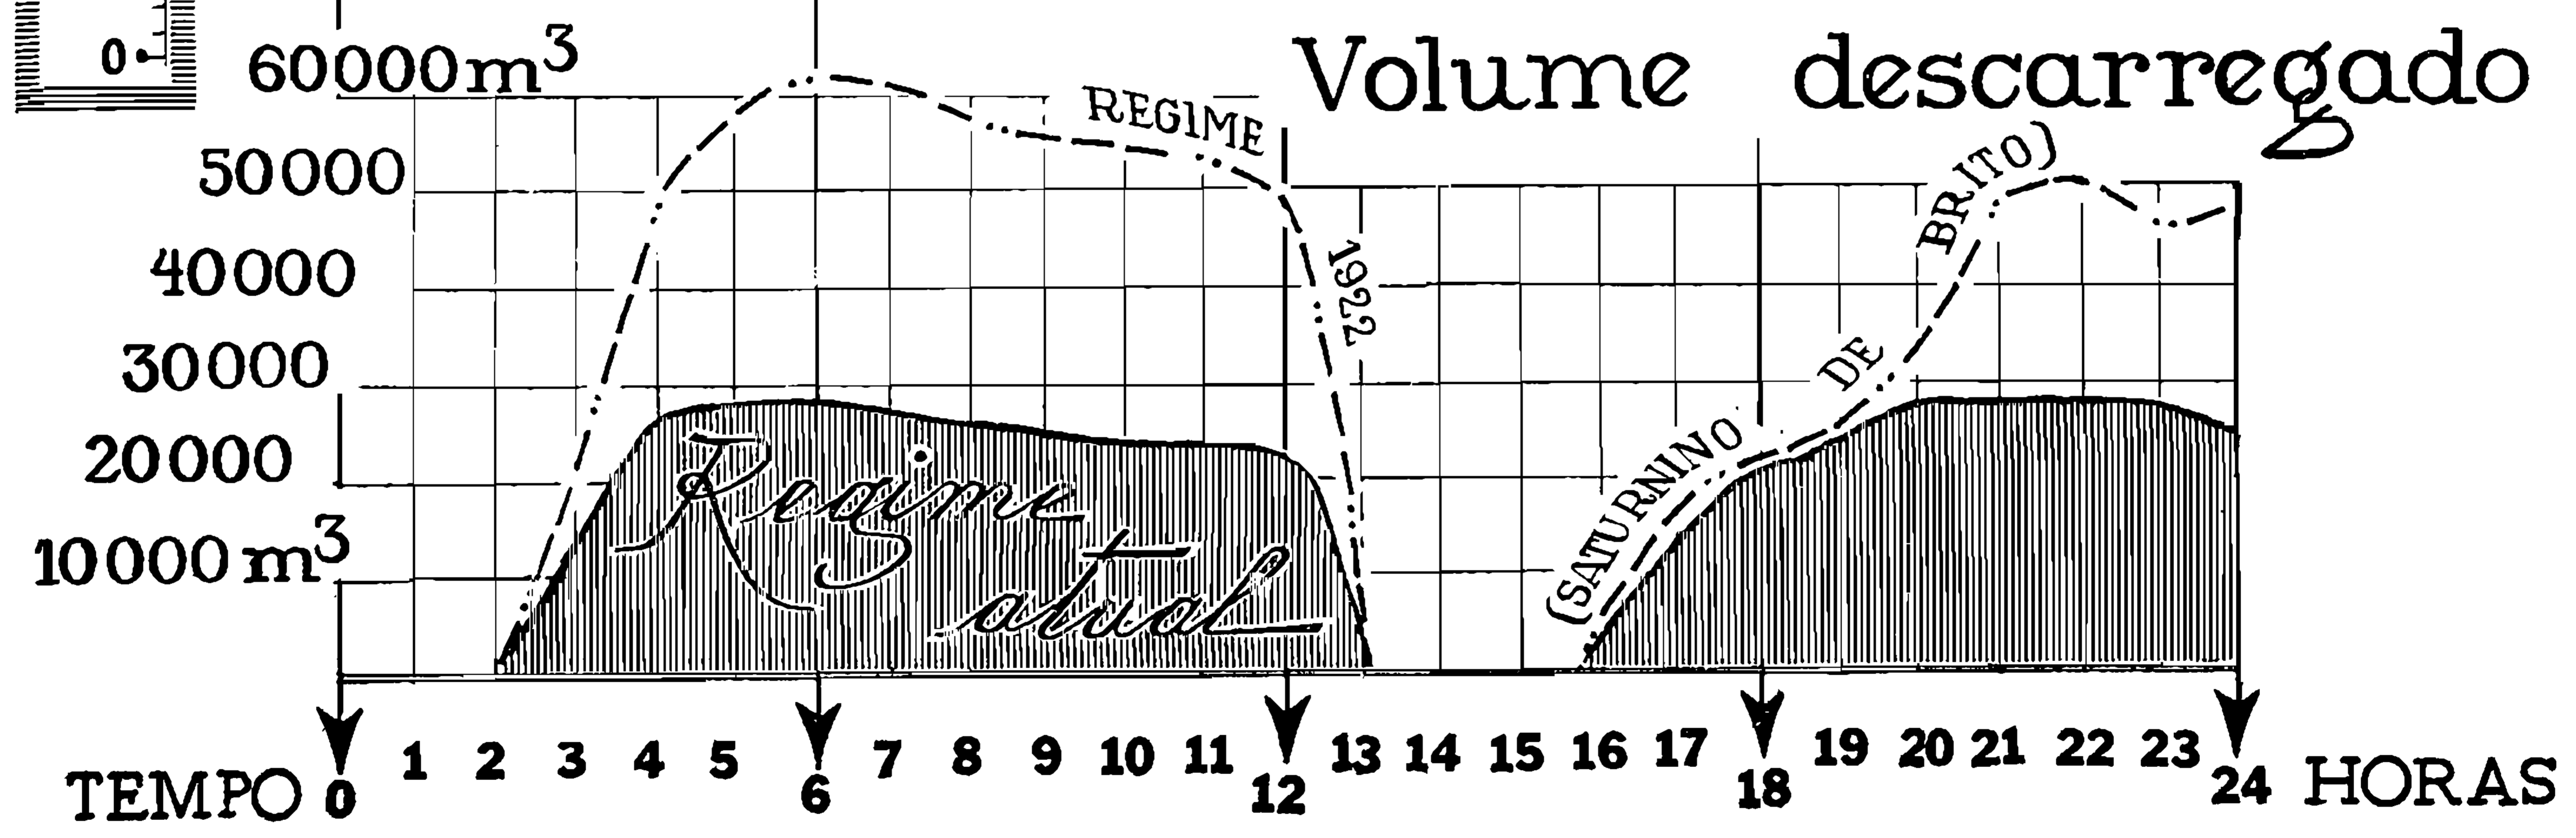 0
60000 m³
Volume descarregado
50000
40000
30000
20000
10000 m³
REGIME 1922
(SATURNINO DE BRITO)
Regime
atual
1 2 3 4 5 7 8 9 10 11 13 14 15 16 17 19 20 21 22 23
TEMPO 0 6 12 18 24 HORAS